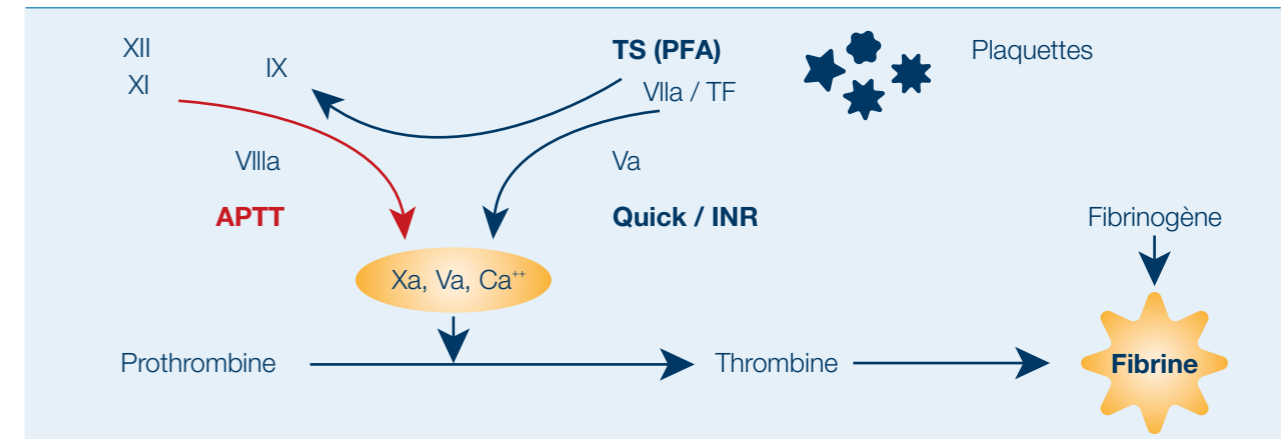 XII
XI
IX
TS (PFA)
VIIa / TF
Plaquettes
VIIIa
Va
APTT
Quick / INR
Fibrinogène
Xa, Va, Ca++
Prothrombine
Thrombine
Fibrine